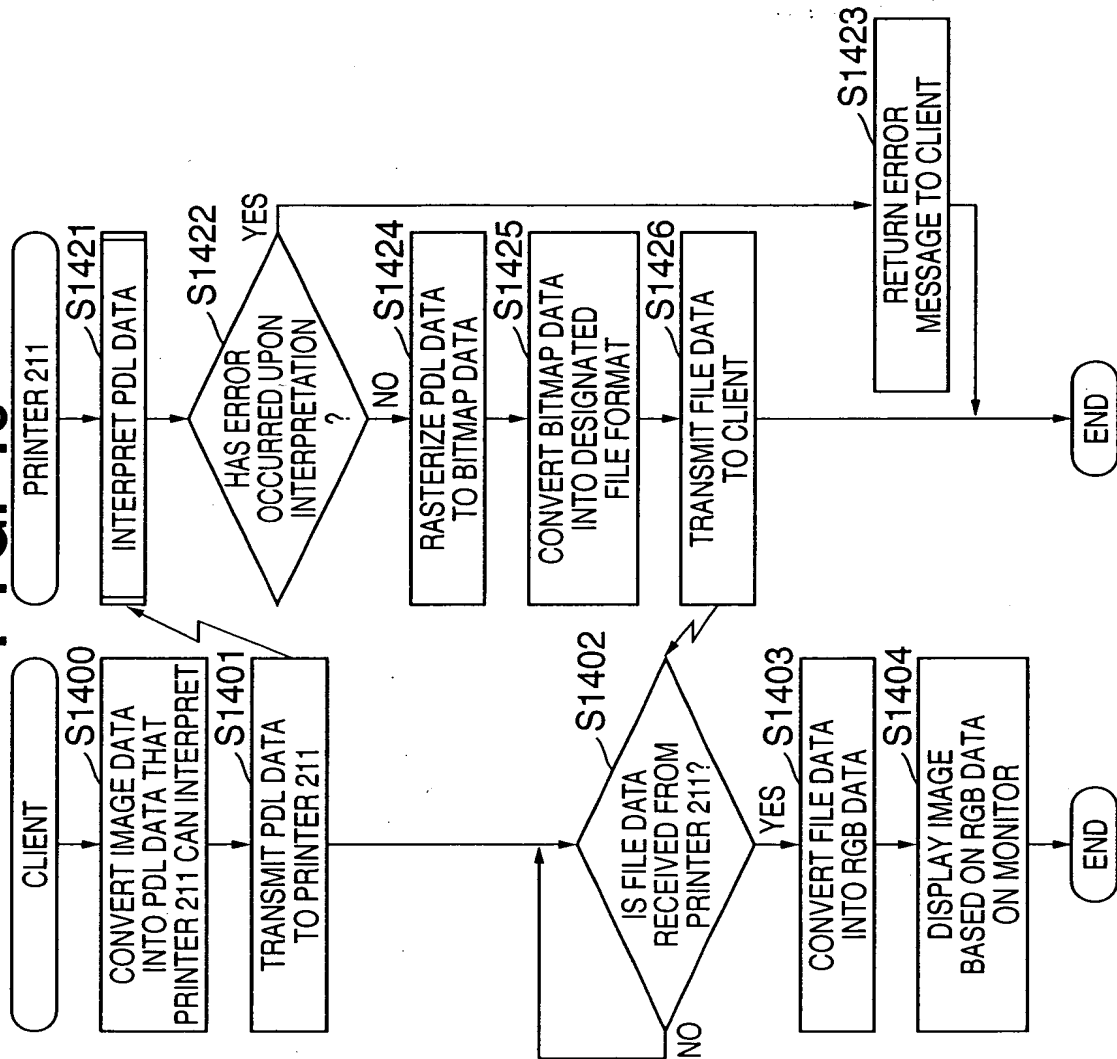 CLIENT
S1400
CONVERT IMAGE DATA
INTO PDL DATA THAT
PRINTER 211 CAN INTERPRET
S1401
TRANSMIT PDL DATA
TO PRINTER 211
S1402
IS FILE DATA
RECEIVED FROM
PRINTER 211?
NO
YES
S1403
CONVERT FILE DATA
INTO RGB DATA
S1404
DISPLAY IMAGE
BASED ON RGB DATA
ON MONITOR
END
PRINTER 211
S1421
INTERPRET PDL DATA
S1422
HAS ERROR
OCCURRED UPON
INTERPRETATION
?
YES
NO
S1424
RASTERIZE PDL DATA
TO BITMAP DATA
S1425
CONVERT BITMAP DATA
INTO DESIGNATED
FILE FORMAT
S1426
TRANSMIT FILE DATA
TO CLIENT
S1423
RETURN ERROR
MESSAGE TO CLIENT
END